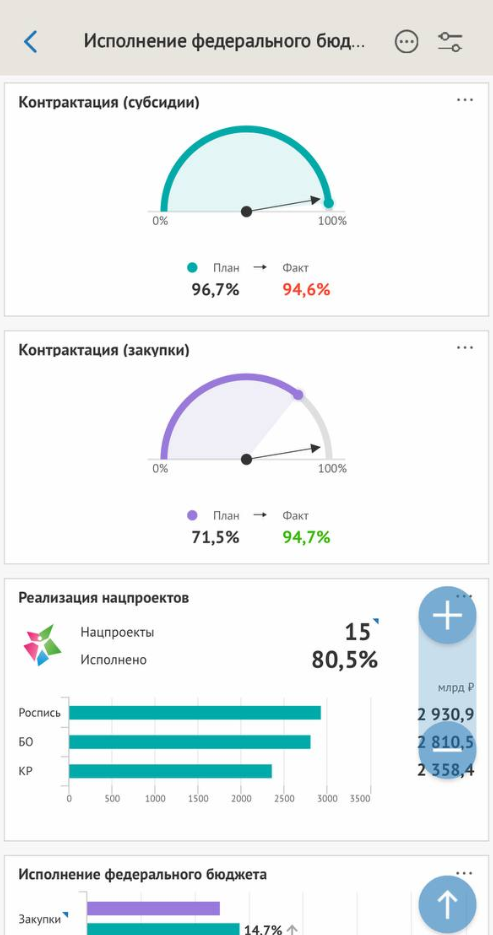 Исполнение федерального бюд...
Контрактация (субсидии)
0%
100%
План
Факт
96,7%
94,6%
Контрактация (закупки)
0%
100%
План
Факт
71,5%
94,7%
Реализация нацпроектов
Нацпроекты
15
Исполнено
80,5%
млрд ₽
Роспись
2 930,9
БО
2 810,5
КР
2 358,4
0 500 1000 1500 2000 2500 3000 3500
Исполнение федерального бюджета
Закупки
14,7%